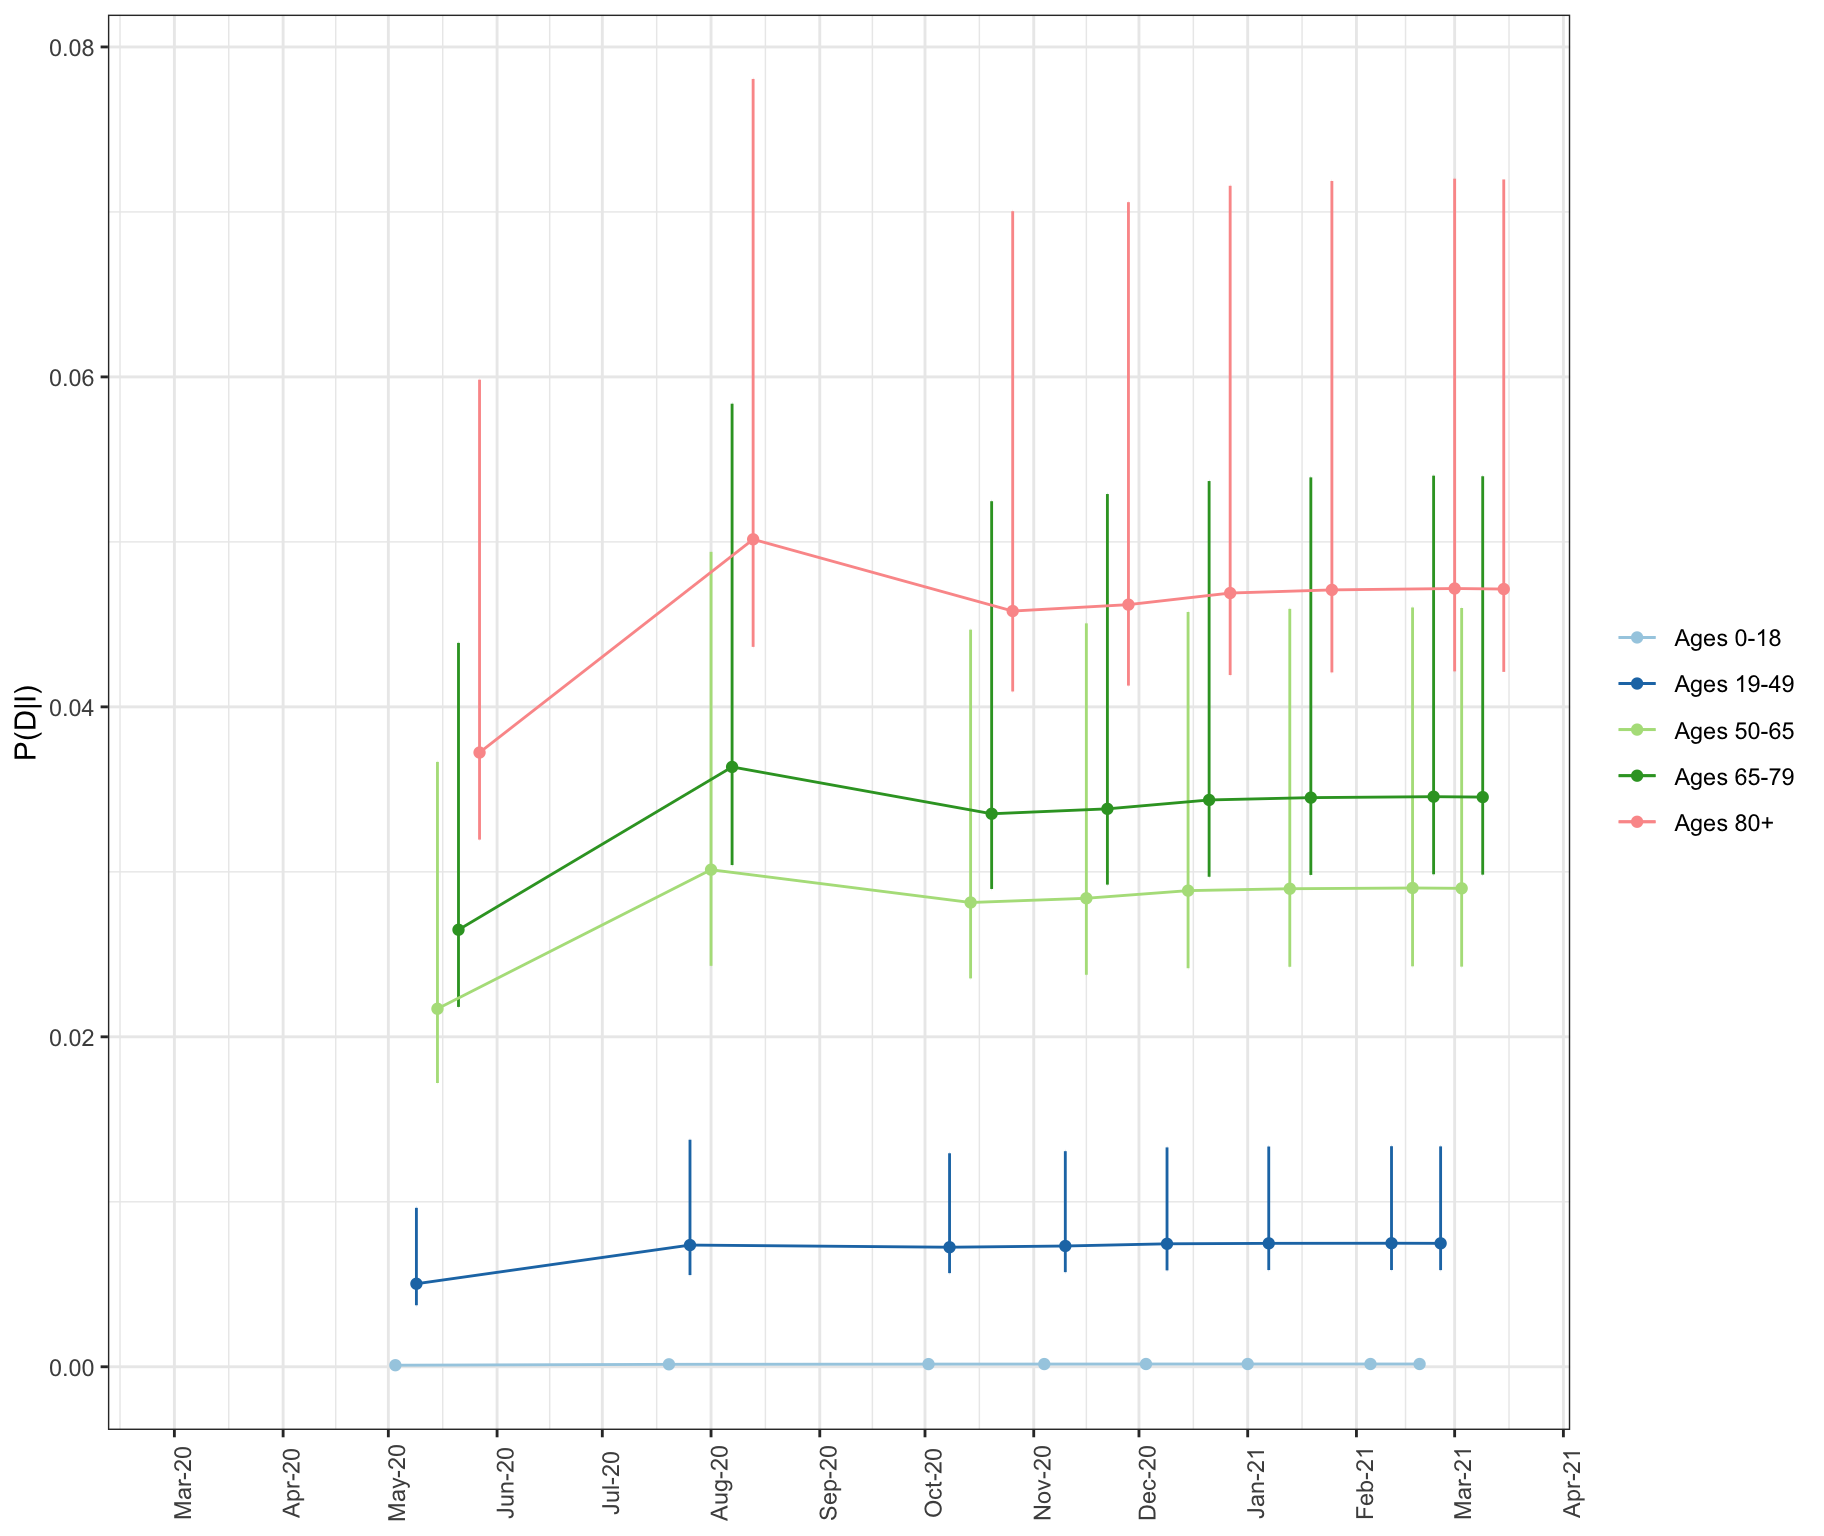 P(D|I)
0.08
0.06
0.04
0.02
0.00
Mar-20
Apr-20
May-20
Jun-20
Jul-20
Aug-20
Sep-20
Oct-20
Nov-20
Dec-20
Jan-21
Feb-21
Mar-21
Apr-21
Ages 0-18
Ages 19-49
Ages 50-65
Ages 65-79
Ages 80+